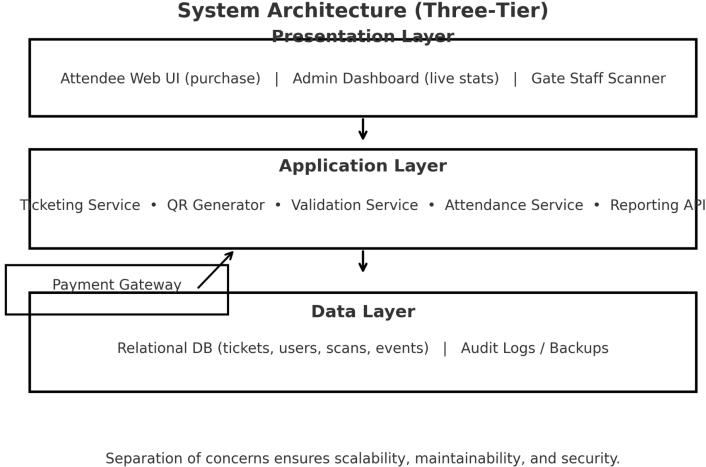 System Architecture (Three-Tier)
Presentation Layer
Attendee Web UI (purchase) | Admin Dashboard (live stats) | Gate Staff Scanner
Application Layer
Ticketing Service • QR Generator • Validation Service • Attendance Service • Reporting API
Payment Gateway
Data Layer
Relational DB (tickets, users, scans, events) | Audit Logs / Backups
Separation of concerns ensures scalability, maintainability, and security.